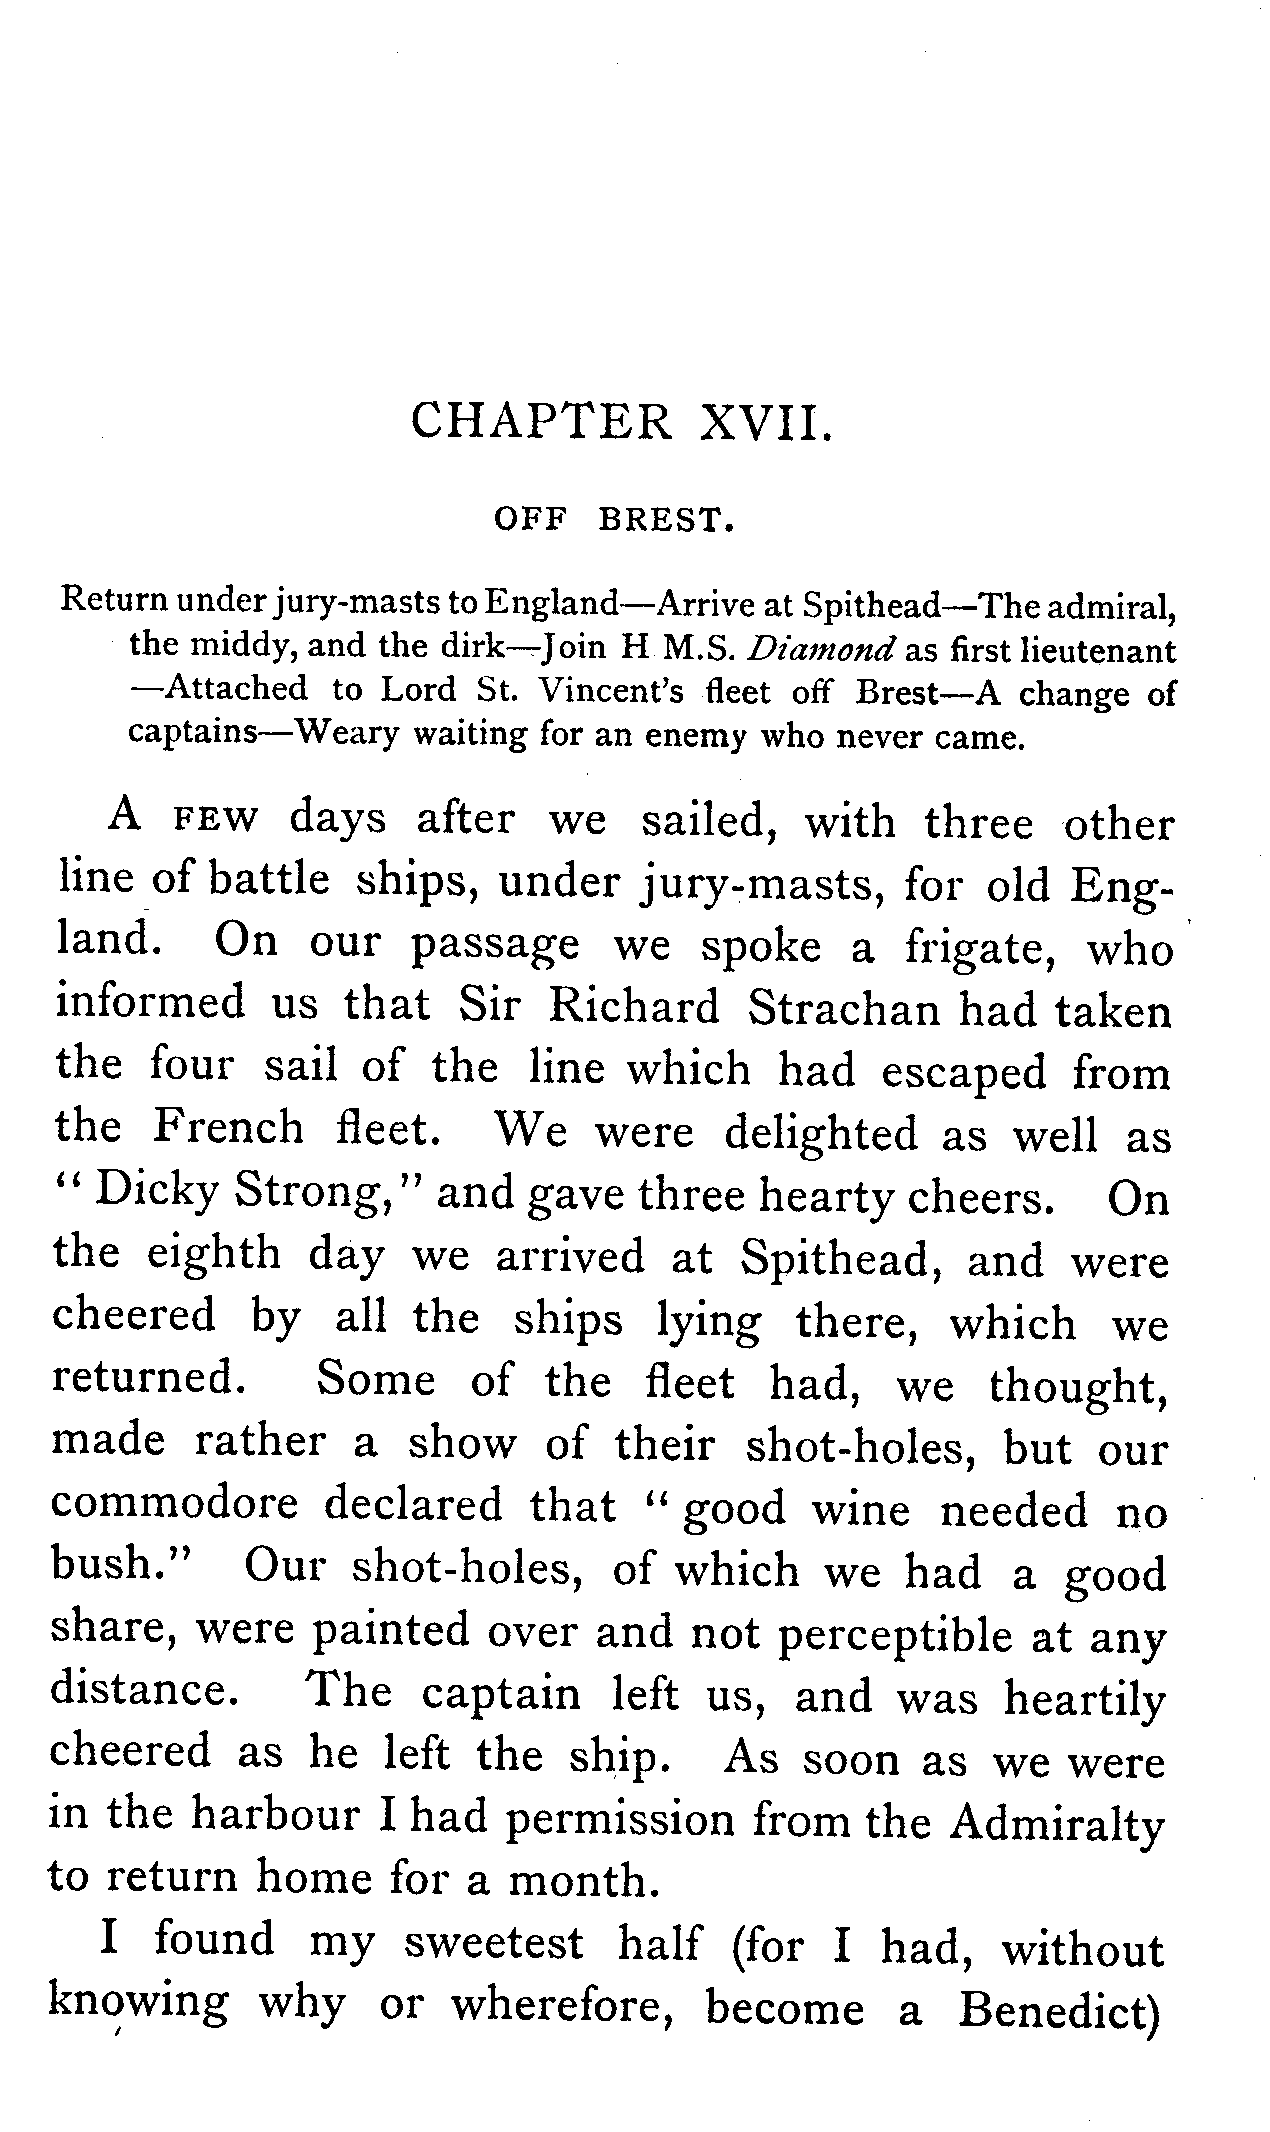 CHAPTER XVII.
OFF BREST.
Return under jury-masts to England—Arrive at Spithead—The admiral,
the middy, and the dirk—Join H M.S. Diamond as first lieutenant
—Attached to Lord St. Vincent's fleet off Brest—A change of
captains—Weary waiting for an enemy who never came.
A FEW days after we sailed, with three other
line of battle ships, under jury-masts, for old Eng-
land. On our passage we spoke a frigate, who
informed us that Sir Richard Strachan had taken
the four sail of the line which had escaped from
the French fleet. We were delighted as well as
“ Dicky Strong,” and gave three hearty cheers. On
the eighth day we arrived at Spithead, and were
cheered by all the ships lying there, which we
returned. Some of the fleet had, we thought,
made rather a show of their shot-holes, but our
commodore declared that “ good wine needed no
bush.” Our shot-holes, of which we had a good
share, were painted over and not perceptible at any
distance. The captain left us, and was heartily
cheered as he left the ship. As soon as we were
in the harbour I had permission from the Admiralty
to return home for a month.
I found my sweetest half (for I had, without
knowing why or wherefore, become a Benedict)